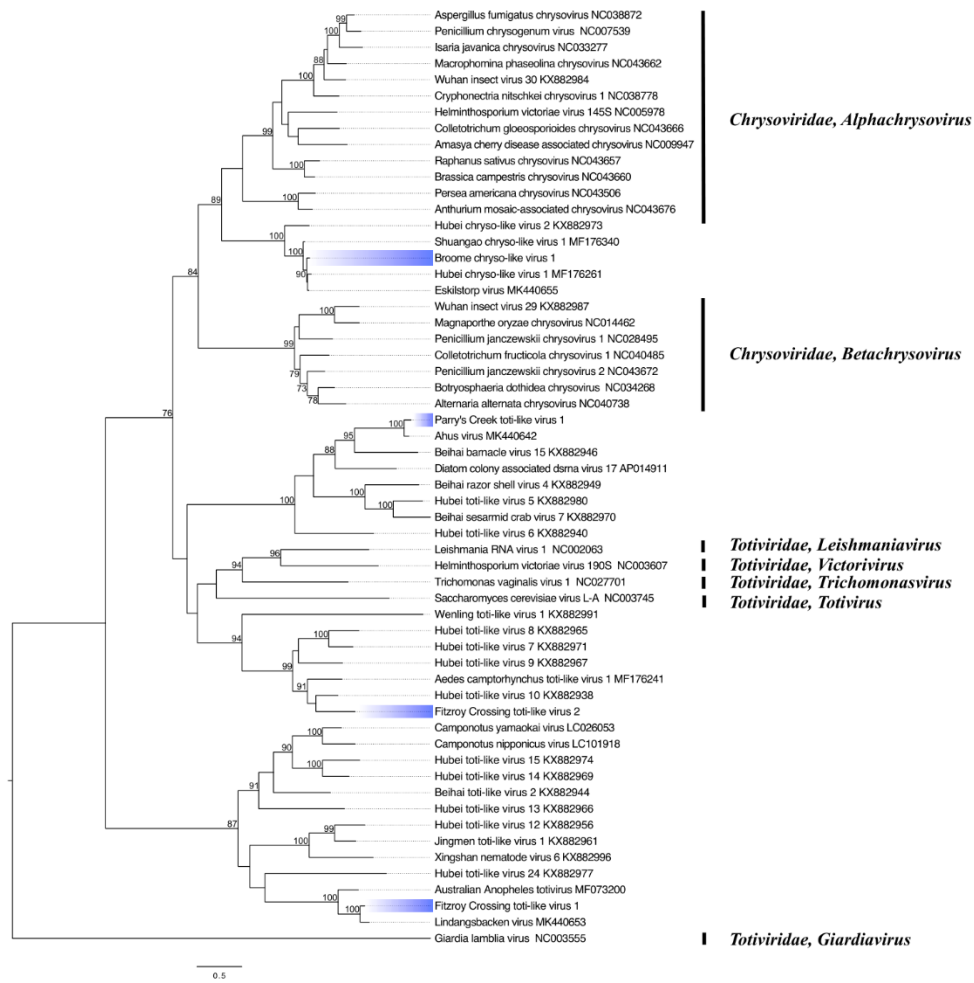 Aspergillus fumigatus chrysovirus NC038872
Penicillium chrysogenum virus NC007539
Isaria javanica chrysovirus NC033277
Macrophomina phaseolina chrysovirus NC043662
Wuhan insect virus 30 KX882984
Cryphonectria nitschkei chrysovirus 1 NC038778
Helminthosporium victoriae virus 145S NC005978
Colletotrichum gloeosporioides chrysovirus NC043666
Amasya cherry disease associated chrysovirus NC009947
Raphanus sativus chrysovirus NC043657
Brassica campestris chrysovirus NC043660
Persea americana chrysovirus NC043506
Anthurium mosaic-associated chrysovirus NC043676
Hubei chryso-like virus 2 KX882973
Shuangao chryso-like virus 1 MF176340
Broome chryso-like virus 1
Hubei chryso-like virus 1 MF176261
Eskilstorp virus MK440655
Wuhan insect virus 29 KX882987
Magnaporthe oryzae chrysovirus NC014462
Penicillium janczewskii chrysovirus 1 NC028495
Colletotrichum fructicola chrysovirus 1 NC040485
Penicillium janczewskii chrysovirus 2 NC043672
Botryosphaeria dothidea chrysovirus NC034268
Alternaria alternata chrysovirus NC040738
Parry's Creek toti-like virus 1
Ahus virus MK440642
Beihai barnacle virus 15 KX882946
Diatom colony associated dsrna virus 17 AP014911
Beihai razor shell virus 4 KX882949
Hubei toti-like virus 5 KX882980
Beihai sesarmid crab virus 7 KX882970
Hubei toti-like virus 6 KX882940
Leishmania RNA virus 1 NC002063
Helminthosporium victoriae virus 190S NC003607
Trichomonas vaginalis virus 1 NC027701
Saccharomyces cerevisiae virus L-A NC003745
Wenling toti-like virus 1 KX882991
Hubei toti-like virus 8 KX882965
Hubei toti-like virus 7 KX882971
Hubei toti-like virus 9 KX882967
Aedes camptorhynchus toti-like virus 1 MF176241
Hubei toti-like virus 10 KX882938
Fitzroy Crossing toti-like virus 2
Camponotus yamaokai virus LC026053
Camponotus nipponicus virus LC101918
Hubei toti-like virus 15 KX882974
Hubei toti-like virus 14 KX882969
Beihai toti-like virus 2 KX882944
Hubei toti-like virus 13 KX882966
Hubei toti-like virus 12 KX882956
Jingmen toti-like virus 1 KX882961
Xingshan nematode virus 6 KX882996
Hubei toti-like virus 24 KX882977
Australian Anopheles totivirus MF073200
Fitzroy Crossing toti-like virus 1
Lindangsbacken virus MK440653
Giardia lamblia virus NC003555
Chrysoviridae, Alphachrysovirus
Chrysoviridae, Betachrysovirus
Totiviridae, Leishmaniavirus
Totiviridae, Victorivirus
Totiviridae, Trichomonasvirus
Totiviridae, Totivirus
Totiviridae, Giardiavirus
99
88
100
99
100
100
89
100
100
90
84
100
99
79
73
78
76
100
95
88
100
100
100
96
94
94
100
99
91
100
90
100
91
87
99
100
100
100
0.5